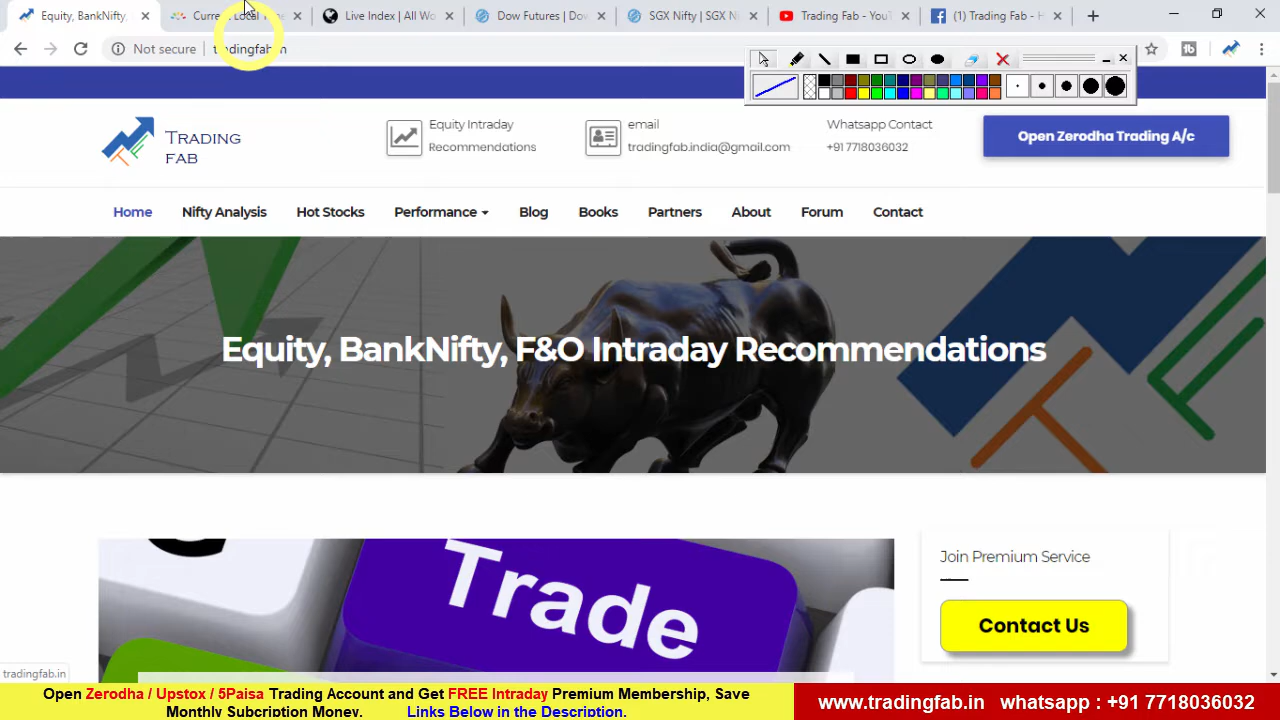 Equity, BankNifty,
Live Index | All Wo
Dow Futures | Do
SGX Nifty | SGX N
Trading Fab - You
(1) Trading Fab - H
Not secure
TRADING
FAB
Equity Intraday
Recommendations
email
tradingfab.india@gmail.com
Whatsapp Contact
+91 7718036032
Open Zerodha Trading A/c
Home
Nifty Analysis
Hot Stocks
Performance
Blog
Books
Partners
About
Forum
Contact
Equity, BankNifty, F&O Intraday Recommendations
Trade
Join Premium Service
Contact Us
tradingfab.in
Open Zerodha / Upstox / 5Paisa Trading Account and Get FREE Intraday Premium Membership, Save
Monthly Subcription Money. Links Below in the Description.
www.tradingfab.in whatsapp : +91 7718036032